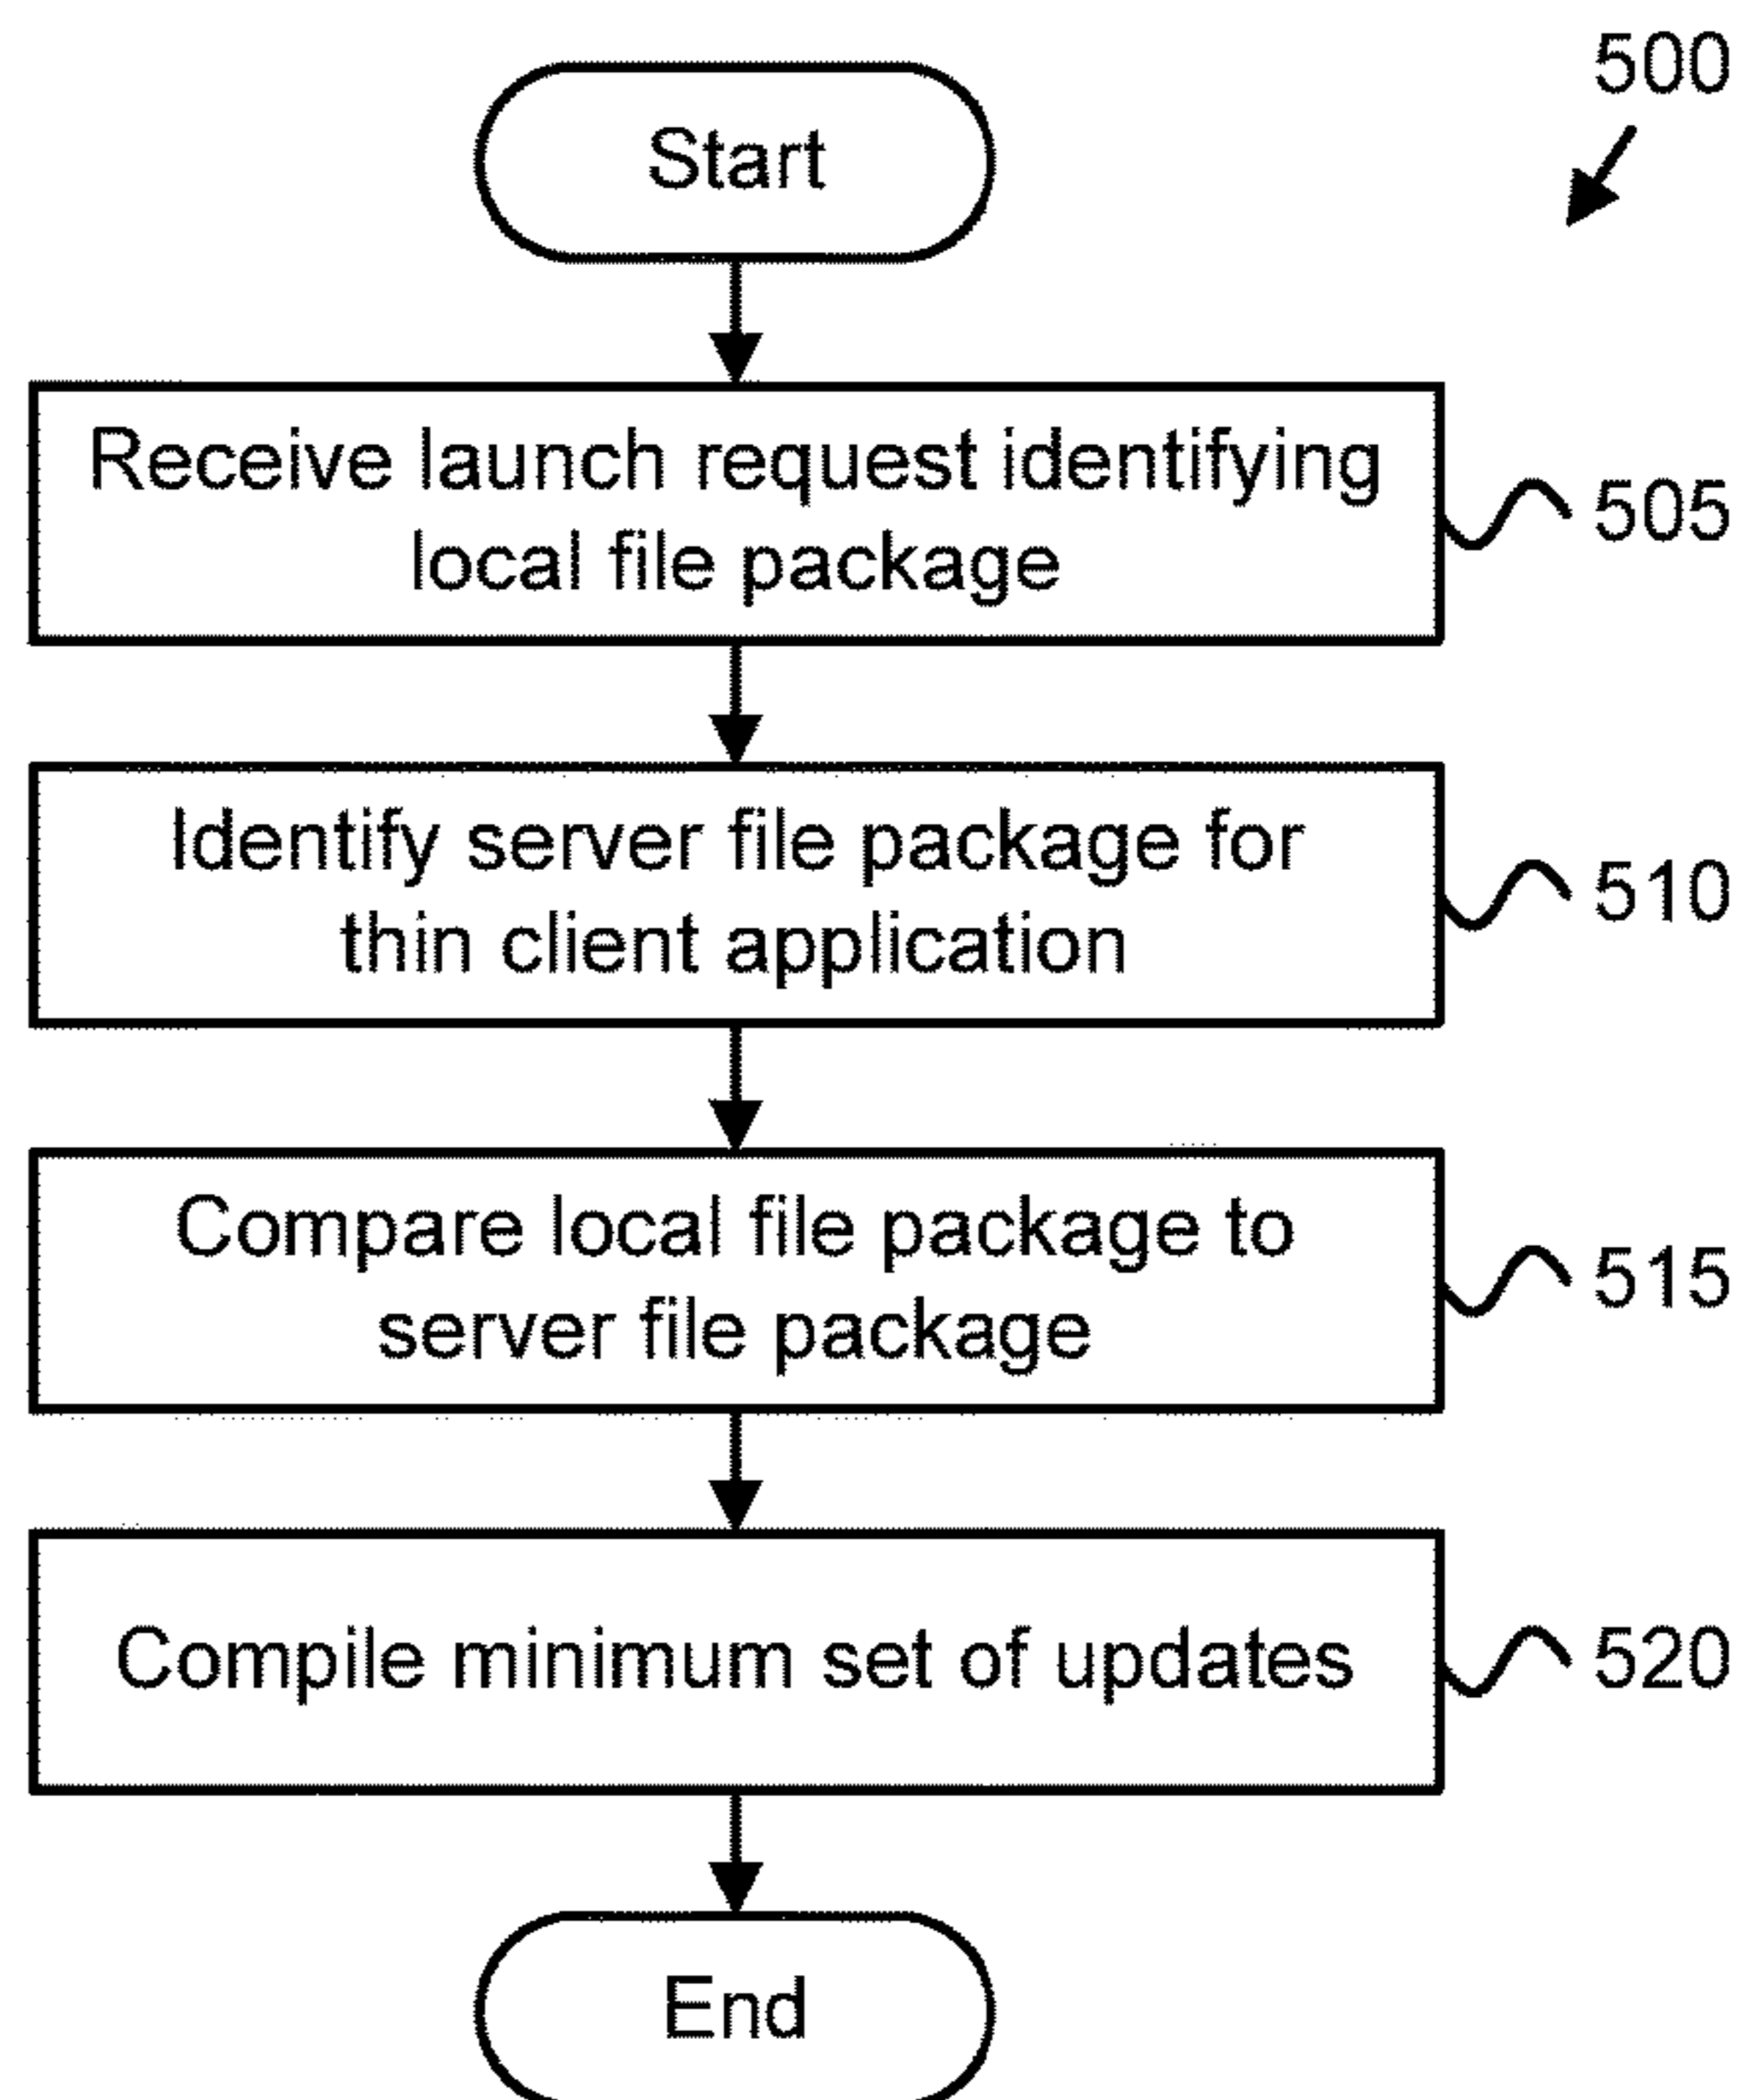 500
Start
Receive launch request identifying
local file package
505
Identify server file package for
thin client application
510
Compare local file package to
server file package
515
Compile minimum set of updates
520
End